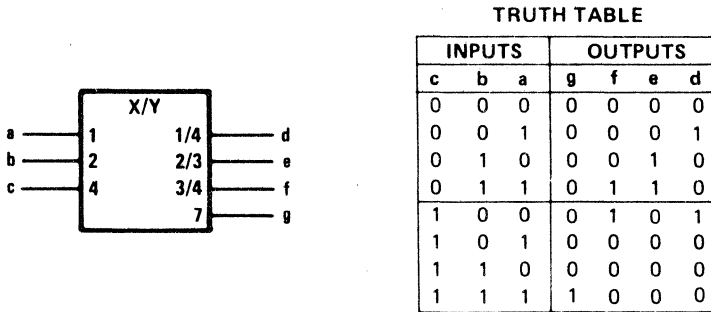 TRUTH TABLE
INPUTS OUTPUTS
c b a g f e d
0 0 0 0 0 0 0
0 0 1 0 0 0 1
0 1 0 0 0 1 0
0 1 1 0 1 1 0
1 0 0 0 1 0 1
1 0 1 0 0 0 0
1 1 0 0 0 0 0
1 1 1 1 0 0 0
X/Y
a 1 1/4 d
b 2 2/3 e
c 4 3/4 f
7 g